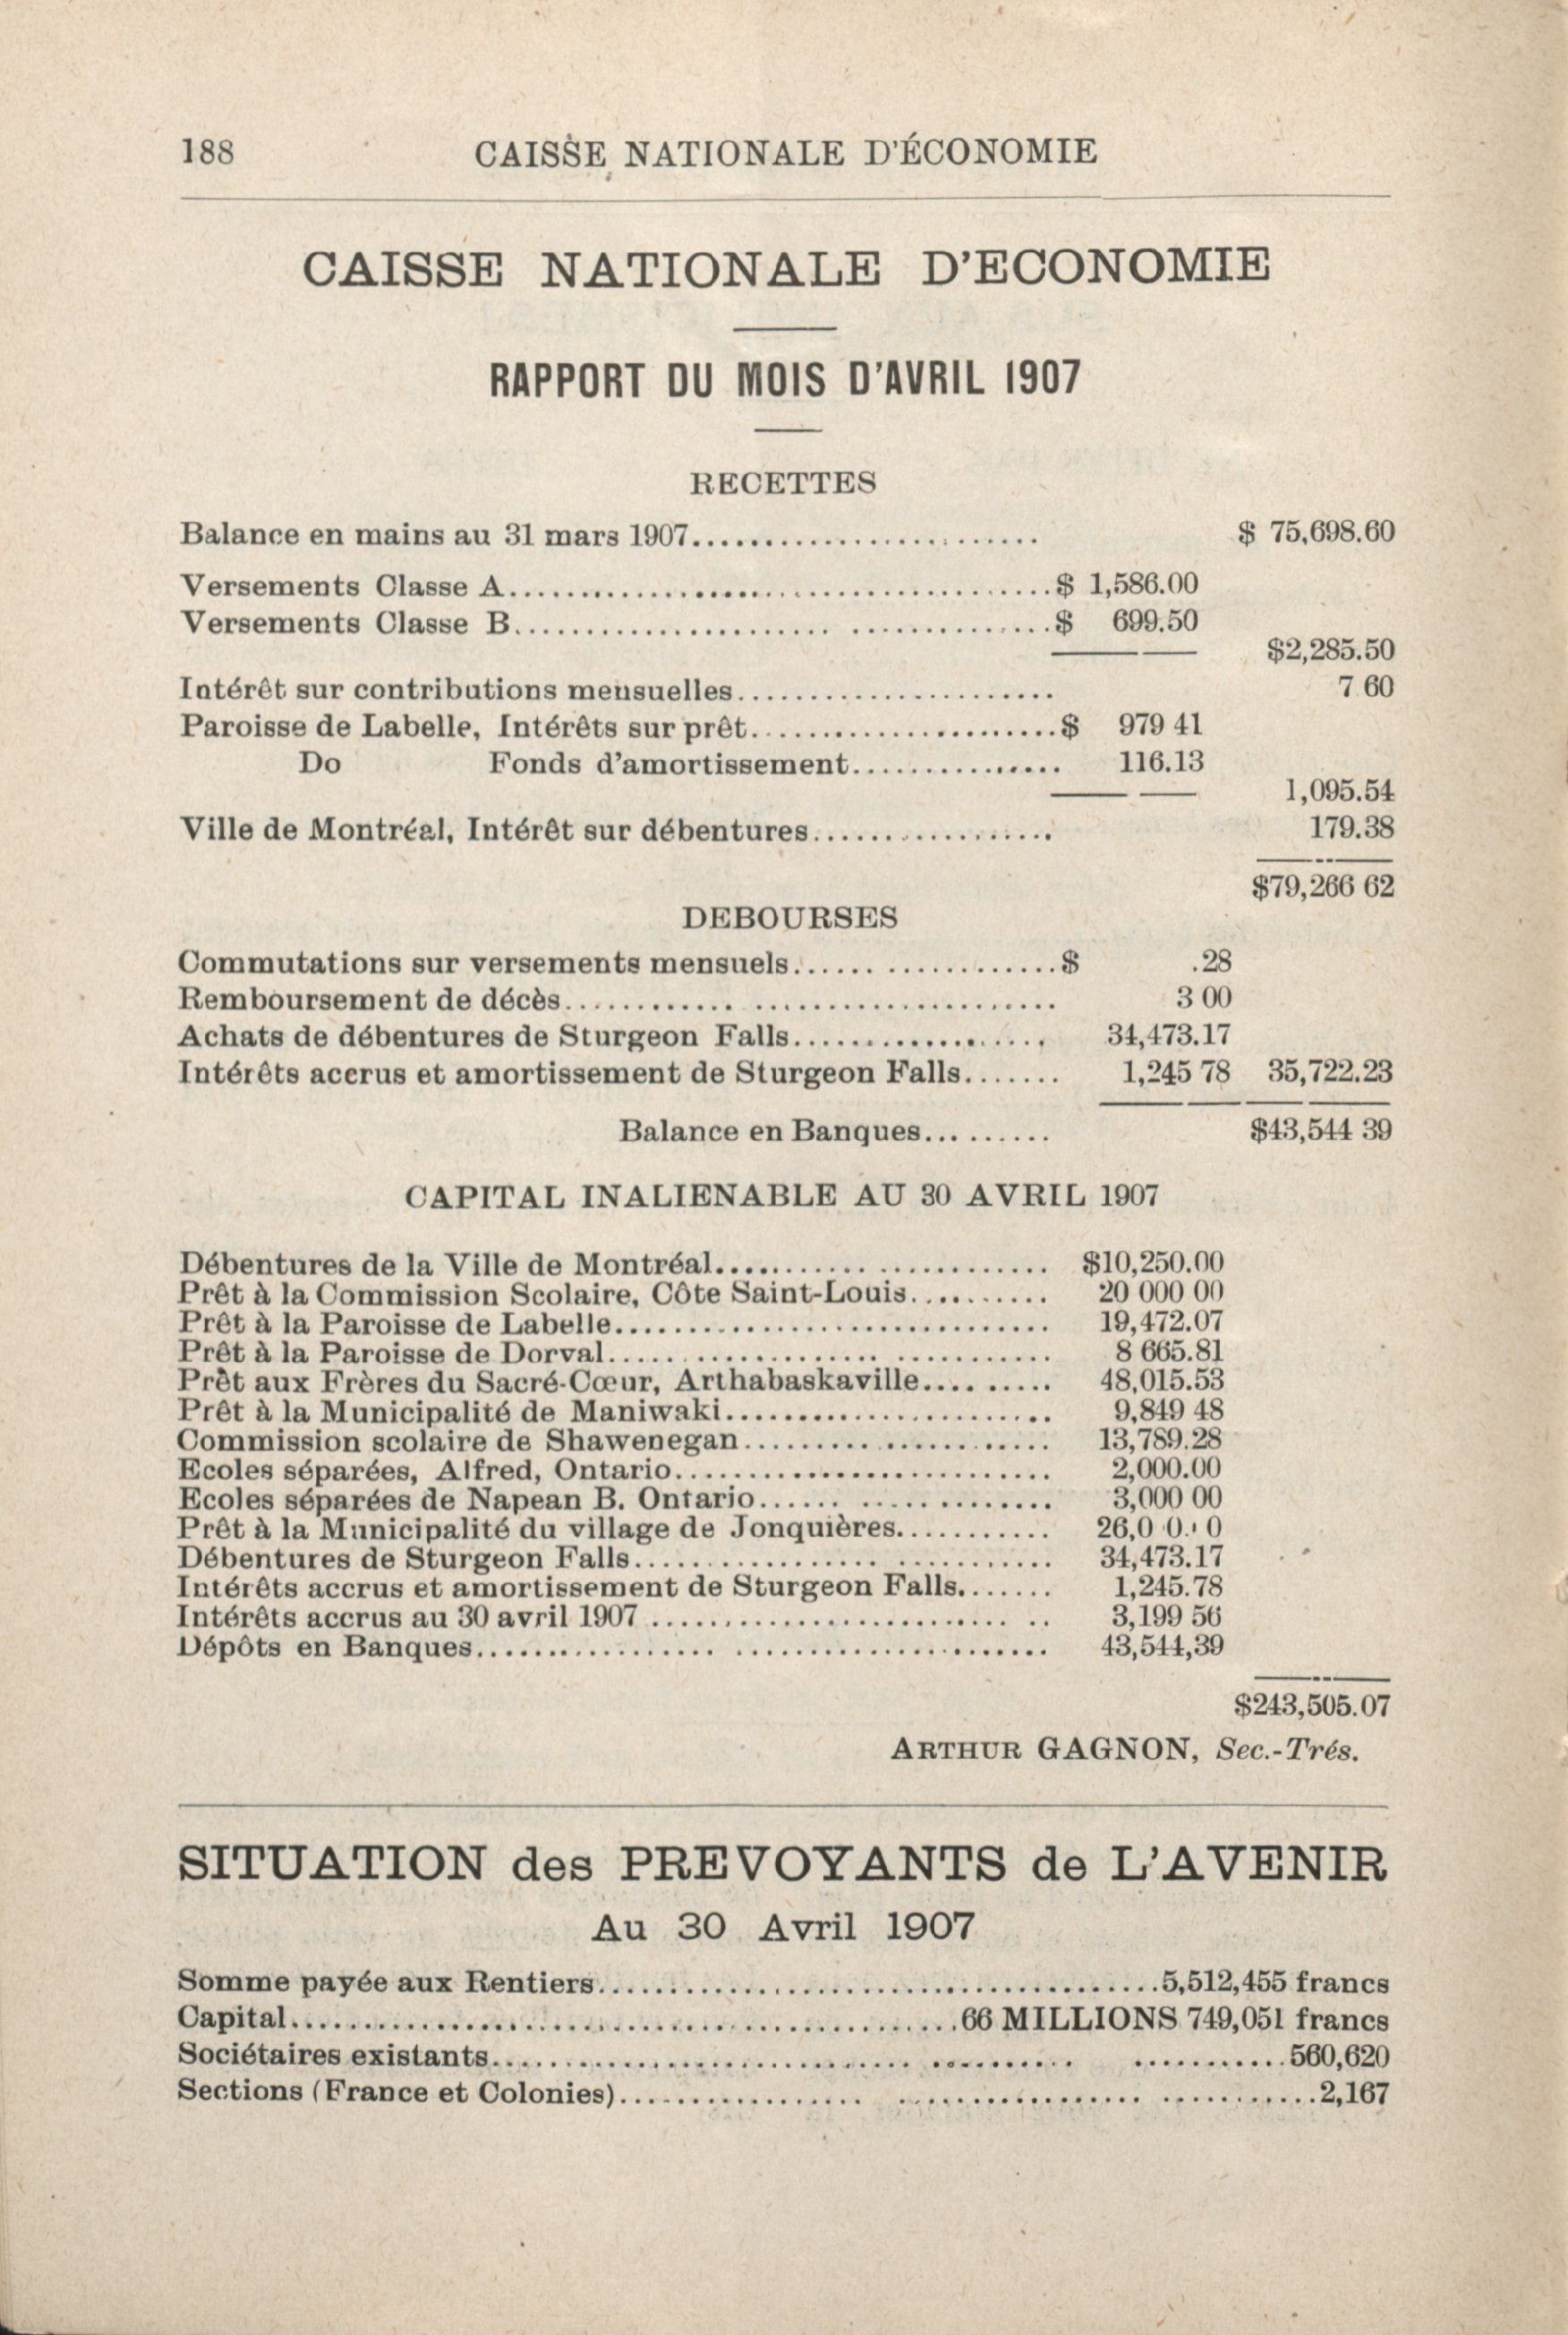 188 CAISSE NATIONALE D'ÉCONOMIE
CAISSE NATIONALE D'ECONOMIE
RAPPORT DU MOIS D'AVRIL 1907
RECETTES
Balance en mains au 31 mars 1907........................ $ 75,698.60
Versements Classe A.....................................$ 1,586.00
Versements Classe B.....................................$ 699.50
$2,285.50
Intérêt sur contributions mensuelles...................... 7 60
Paroisse de Labelle, Intérêts sur prêt.....................$ 979 41
Do Fonds d'amortissement............... 116.13
1,095.54
Ville de Montréal, Intérêt sur débentures................. 179.38
$79,266 62
DEBOURSES
Commutations sur versements mensuels..................$ .28
Remboursement de décès.................................. 3 00
Achats de débentures de Sturgeon Falls.................. 34,473.17
Intérêts accrus et amortissement de Sturgeon Falls....... 1,245 78 35,722.23
Balance en Banques......... $43,544 39
CAPITAL INALIENABLE AU 30 AVRIL 1907
Débentures de la Ville de Montréal....................... $10,250.00
Prêt à la Commission Scolaire, Côte Saint-Louis.......... 20 000 00
Prêt à la Paroisse de Labelle.............................. 19,472.07
Prêt à la Paroisse de Dorval.............................. 8 665.81
Prêt aux Frères du Sacré-Cœur, Arthabaskaville......... 48,015.53
Prêt à la Municipalité de Maniwaki....................... 9,849 48
Commission scolaire de Shawenegan..................... 13,789.28
Ecoles séparées, Alfred, Ontario.......................... 2,000.00
Ecoles séparées de Napean B. Ontario................... 3,000 00
Prêt à la Municipalité du village de Jonquières........... 26,0 0. 0
Débentures de Sturgeon Falls............................ 34,473.17
Intérêts accrus et amortissement de Sturgeon Falls....... 1,245.78
Intérêts accrus au 30 avril 1907 ............................ 3,199 56
Dépôts en Banques....................................... 43,544,39
$243,505.07
ARTHUR GAGNON, Sec.-Trés.
SITUATION des PREVOYANTS de L'AVENIR
Au 30 Avril 1907
Somme payée aux Rentiers.......................................5,512,455 francs
Capital..............................................66 MILLIONS 749,051 francs
Sociétaires existants..................................................560,620
Sections (France et Colonies)...........................................2,167